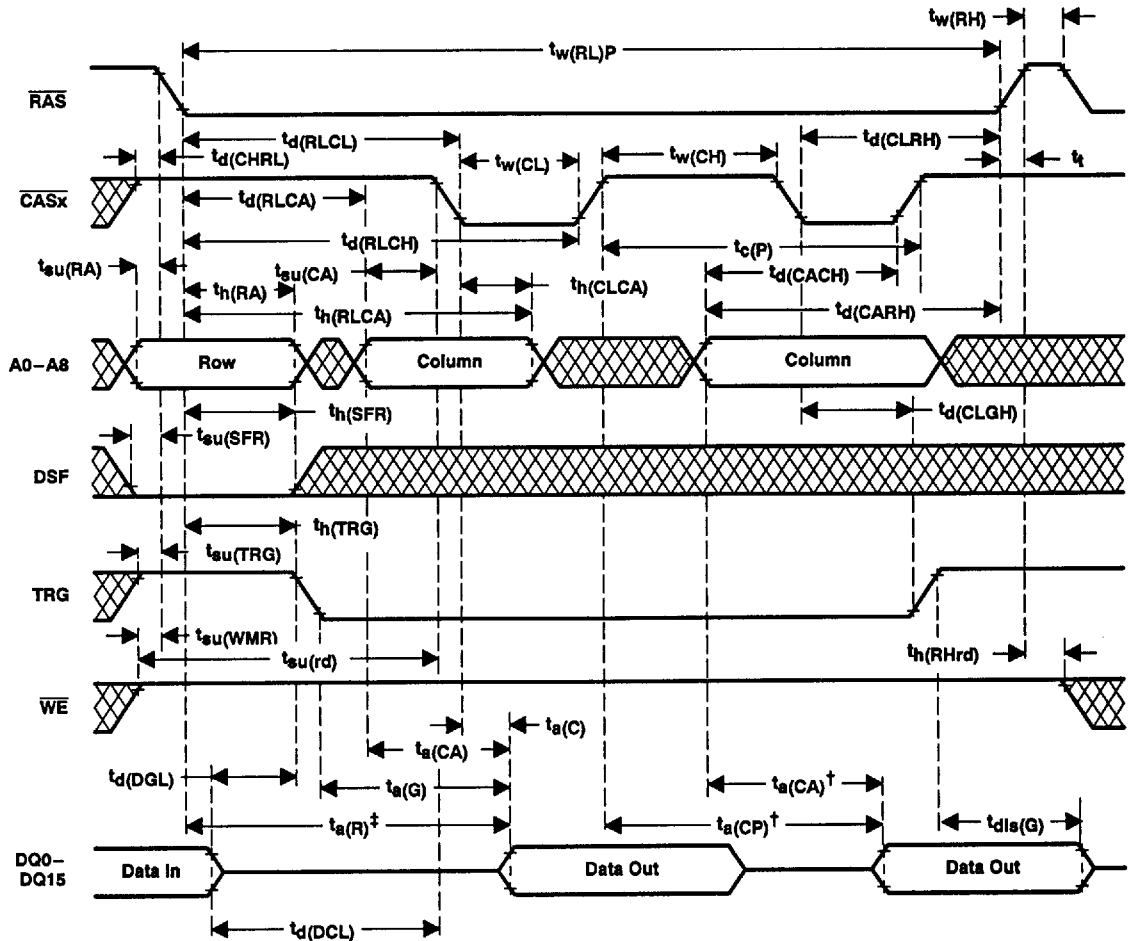 tw(RH)
tw(RL)P
RAS
td(RLCL)
td(CLRH)
td(CHRL)
tw(CL)
tw(CH)
tt
CASx
td(RLCA)
td(RLCH)
tc(P)
tsu(RA)
tsu(CA)
td(CACH)
th(RA)
th(CLCA)
th(RLCA)
td(CARH)
A0–A8
Row
Column
Column
th(SFR)
td(CLGH)
tsu(SFR)
DSF
th(TRG)
tsu(TRG)
TRG
tsu(WMR)
tsu(rd)
th(RHrd)
WE
ta(C)
ta(CA)
td(DGL)
ta(G)
ta(CA)†
ta(R)‡
ta(CP)†
tdis(G)
DQ0–
DQ15
Data In
Data Out
Data Out
td(DCL)